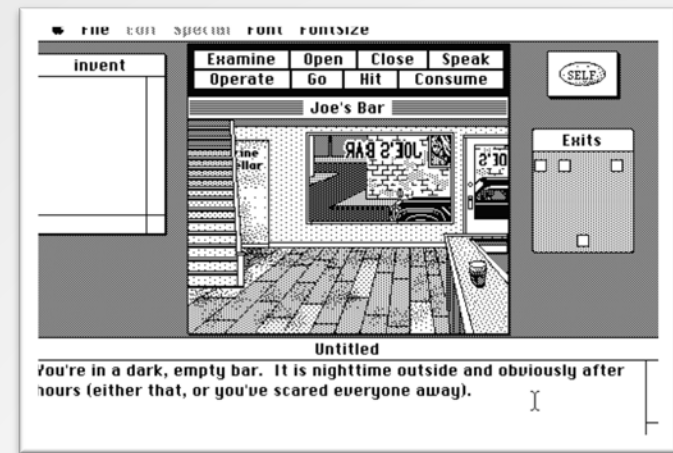 File Edit Special Font FontSize
invent
Examine Open Close Speak
Operate Go Hit Consume
SELF
Joe's Bar
Exits
JOE'S BAR
JOE'S
Untitled
You're in a dark, empty bar. It is nighttime outside and obviously after
hours (either that, or you've scared everyone away).